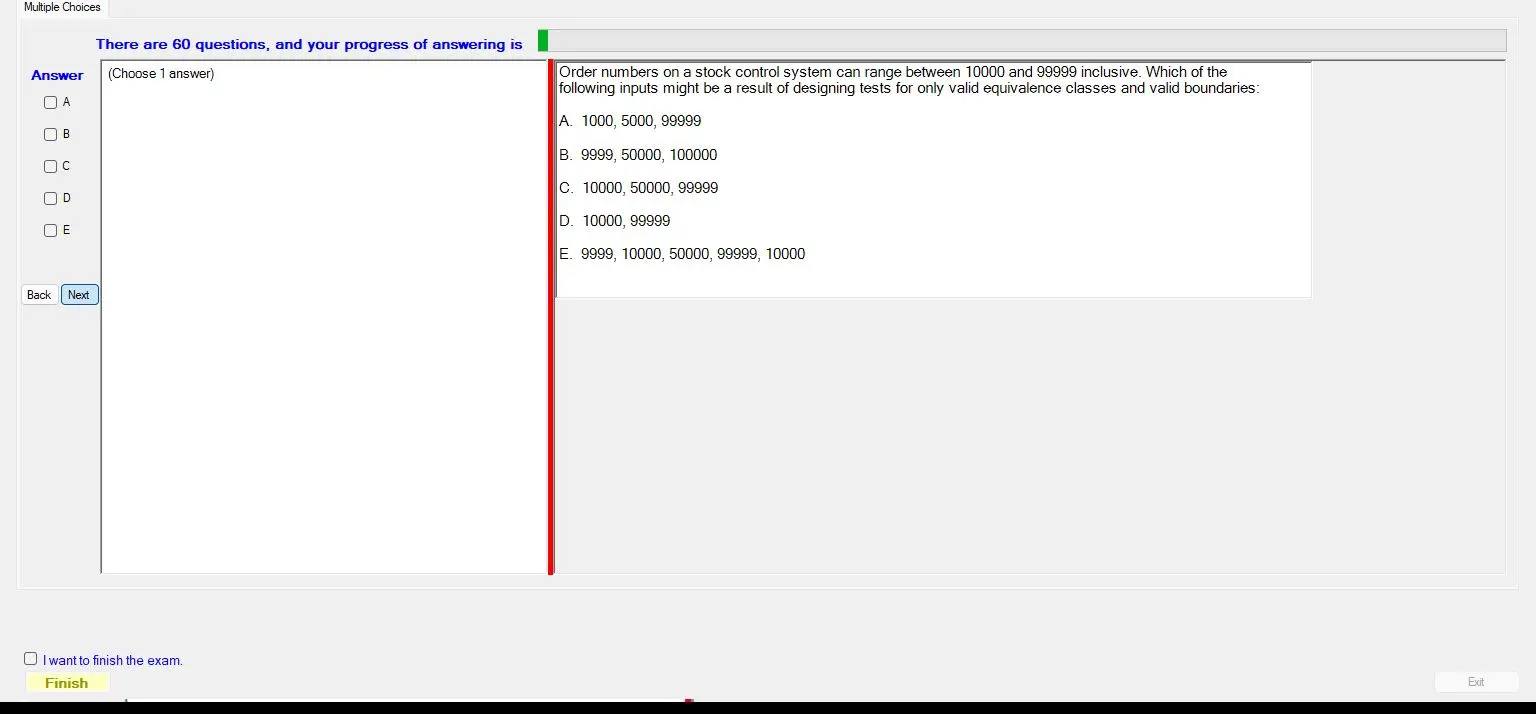 Multiple Choices
There are 60 questions, and your progress of answering is
Answer
(Choose 1 answer)
A
B
C
D
E
Back
Next
Order numbers on a stock control system can range between 10000 and 99999 inclusive. Which of the
following inputs might be a result of designing tests for only valid equivalence classes and valid boundaries:
A. 1000, 5000, 99999
B. 9999, 50000, 100000
C. 10000, 50000, 99999
D. 10000, 99999
E. 9999, 10000, 50000, 99999, 10000
I want to finish the exam.
Finish
Exit